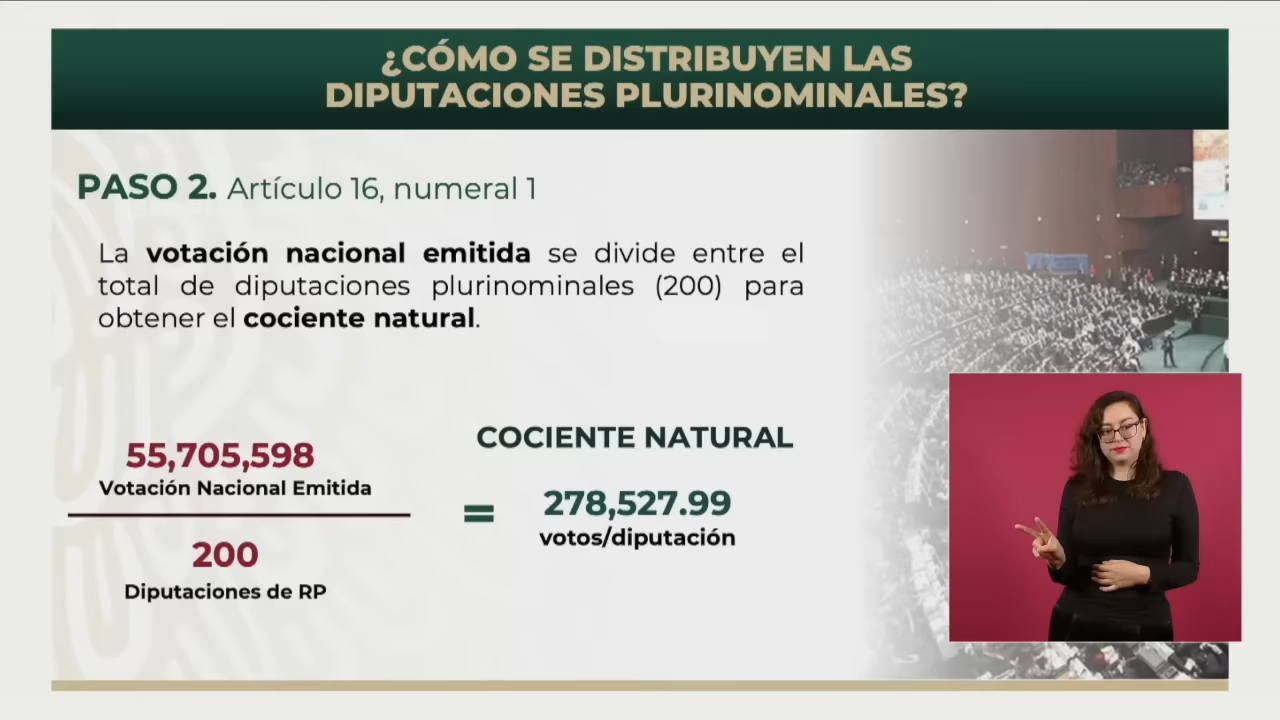 ¿CÓMO SE DISTRIBUYEN LAS
DIPUTACIONES PLURINOMINALES?
PASO 2. Artículo 16, numeral 1
La votación nacional emitida se divide entre el
total de diputaciones plurinominales (200) para
obtener el cociente natural.
55,705,598
Votación Nacional Emitida
200
Diputaciones de RP
=
COCIENTE NATURAL
278,527.99
votos/diputación